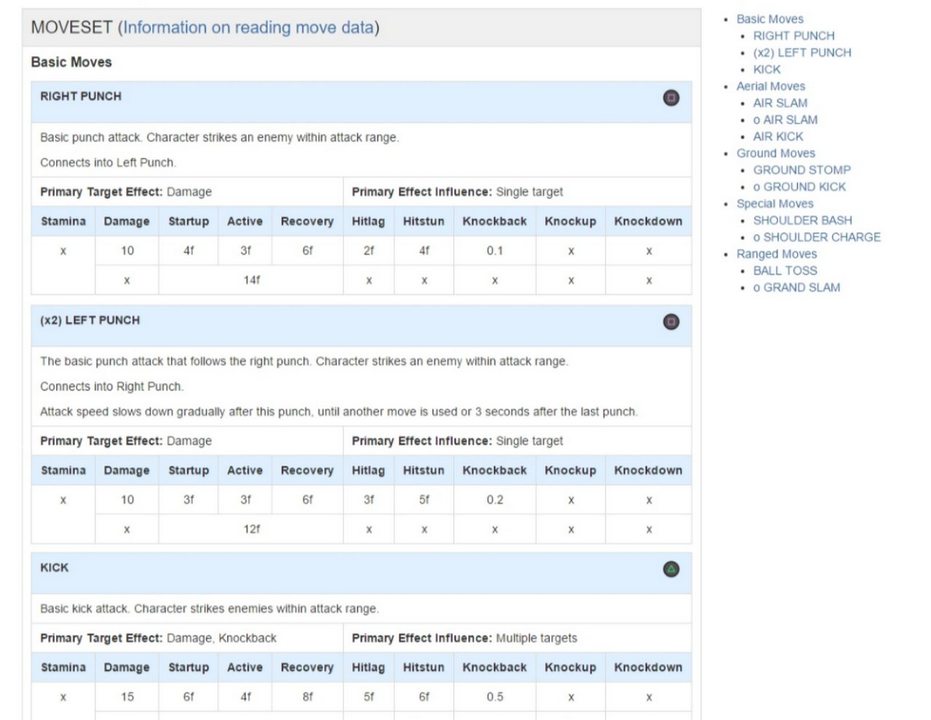 MOVESET (Information on reading move data)
Basic Moves
RIGHT PUNCH
Basic punch attack. Character strikes an enemy within attack range.
Connects into Left Punch.
Primary Target Effect: Damage Primary Effect Influence: Single target
Stamina Damage Startup Active Recovery Hitlag Hitstun Knockback Knockup Knockdown
x 10 4f 3f 6f 2f 4f 0.1 x x
x 14f x x x x x
(x2) LEFT PUNCH
The basic punch attack that follows the right punch. Character strikes an enemy within attack range.
Connects into Right Punch.
Attack speed slows down gradually after this punch, until another move is used or 3 seconds after the last punch.
Primary Target Effect: Damage Primary Effect Influence: Single target
Stamina Damage Startup Active Recovery Hitlag Hitstun Knockback Knockup Knockdown
x 10 3f 3f 6f 3f 5f 0.2 x x
x 12f x x x x x
KICK
Basic kick attack. Character strikes enemies within attack range.
Primary Target Effect: Damage, Knockback Primary Effect Influence: Multiple targets
Stamina Damage Startup Active Recovery Hitlag Hitstun Knockback Knockup Knockdown
x 15 6f 4f 8f 5f 6f 0.5 x x
Basic Moves
RIGHT PUNCH
(x2) LEFT PUNCH
KICK
Aerial Moves
AIR SLAM
o AIR SLAM
AIR KICK
Ground Moves
GROUND STOMP
o GROUND KICK
Special Moves
SHOULDER BASH
o SHOULDER CHARGE
Ranged Moves
BALL TOSS
o GRAND SLAM